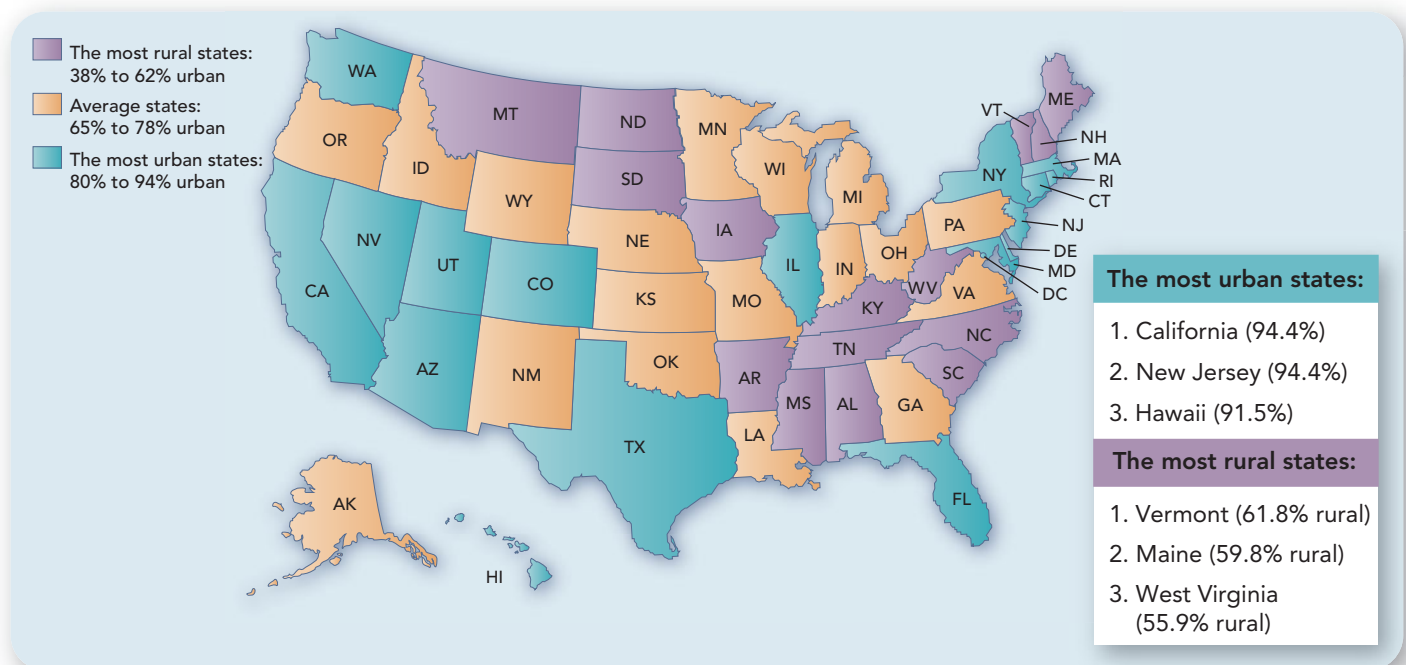 The most rural states:
38% to 62% urban
Average states:
65% to 78% urban
The most urban states:
80% to 94% urban
WA
OR
ID
MT
ND
SD
WY
MN
WI
MI
NE
IA
IL
IN
OH
PA
NY
VT
ME
NH
MA
RI
CT
NJ
DE
MD
DC
CA
NV
UT
CO
KS
MO
KY
WV
VA
AZ
NM
OK
AR
TN
NC
SC
MS
AL
GA
TX
LA
FL
AK
HI
The most urban states:
1. California (94.4%)
2. New Jersey (94.4%)
3. Hawaii (91.5%)
The most rural states:
1. Vermont (61.8% rural)
2. Maine (59.8% rural)
3. West Virginia
(55.9% rural)